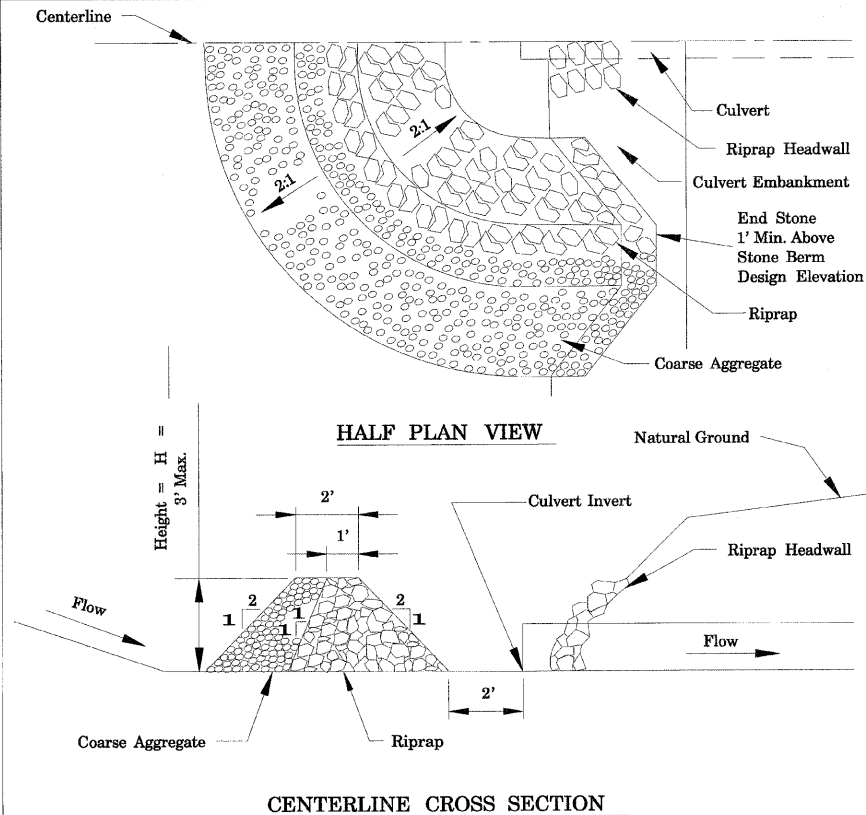 Centerline
2:1
2:1
Culvert
Riprap Headwall
Culvert Embankment
End Stone
1' Min. Above
Stone Berm
Design Elevation
Riprap
Coarse Aggregate
HALF PLAN VIEW
Natural Ground
Height = H =
3' Max.
2'
1'
Culvert Invert
Riprap Headwall
Flow
2
1
1
1
2
1
Flow
2'
Coarse Aggregate
Riprap
CENTERLINE CROSS SECTION